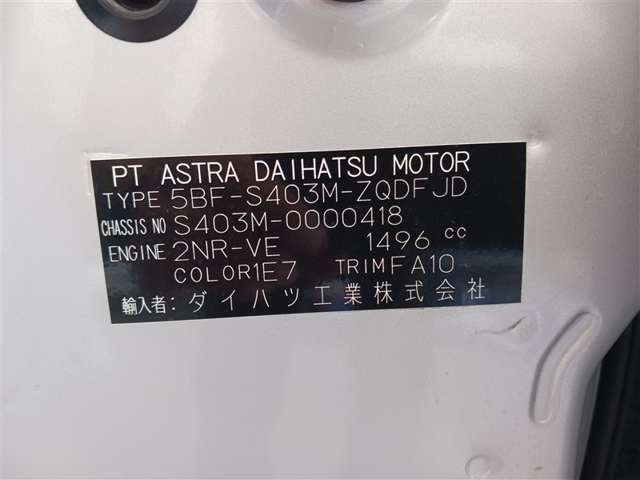 PT ASTRA DAIHATSU MOTOR
TYPE 5BF-S403M-ZQDFJD
CHASSIS NO S403M-0000418
ENGINE 2NR-VE 1496 cc
COLOR1E7 TRIMFA10
輸入者: ダイハツ工業株式会社